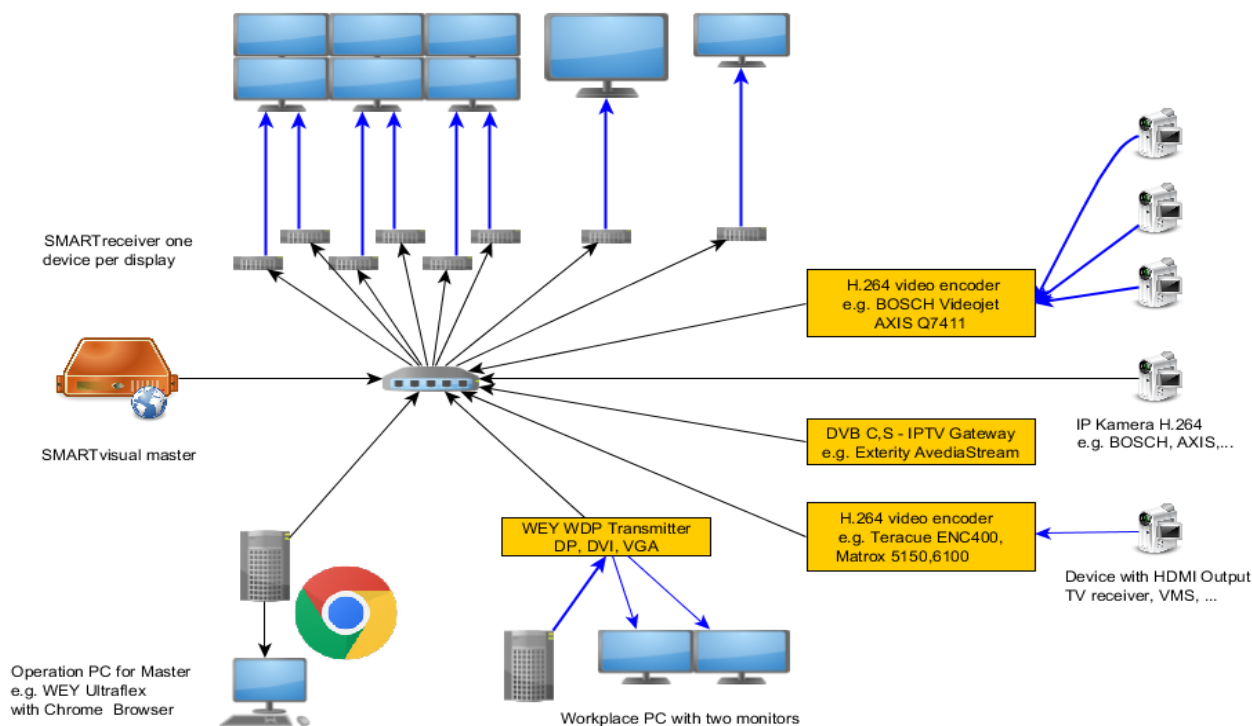 SMARTreceiver one
device per display
H.264 video encoder
e.g. BOSCH Videojet
AXIS Q7411
SMARTvisual master
IP Kamera H.264
e.g. BOSCH, AXIS,...
DVB C,S - IPTV Gateway
e.g. Exterity AvediaStream
WEY WDP Transmitter
DP, DVI, VGA
H.264 video encoder
e.g. Teracue ENC400,
Matrox 5150,6100
Device with HDMI Output
TV receiver, VMS, ...
Operation PC for Master
e.g. WEY Ultraflex
with Chrome Browser
Workplace PC with two monitors